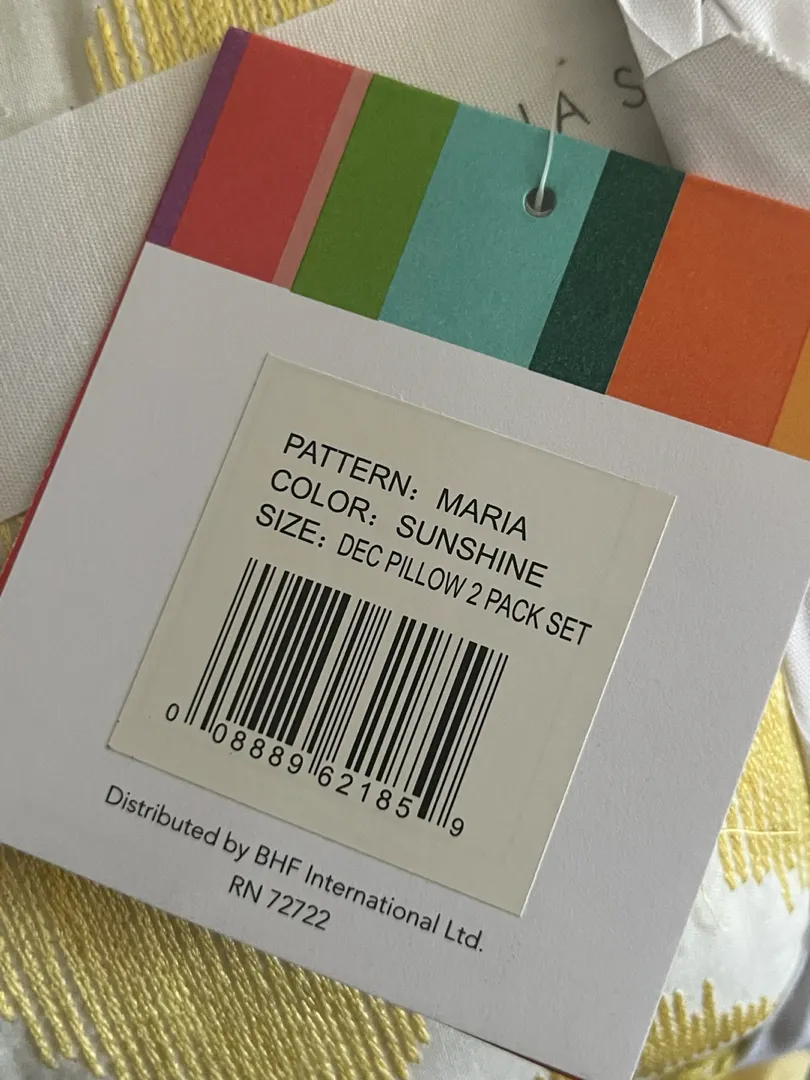 PATTERN: MARIA
COLOR: SUNSHINE
SIZE: DEC PILLOW 2 PACK SET
0 08889 62185 9
Distributed by BHF International Ltd.
RN 72722